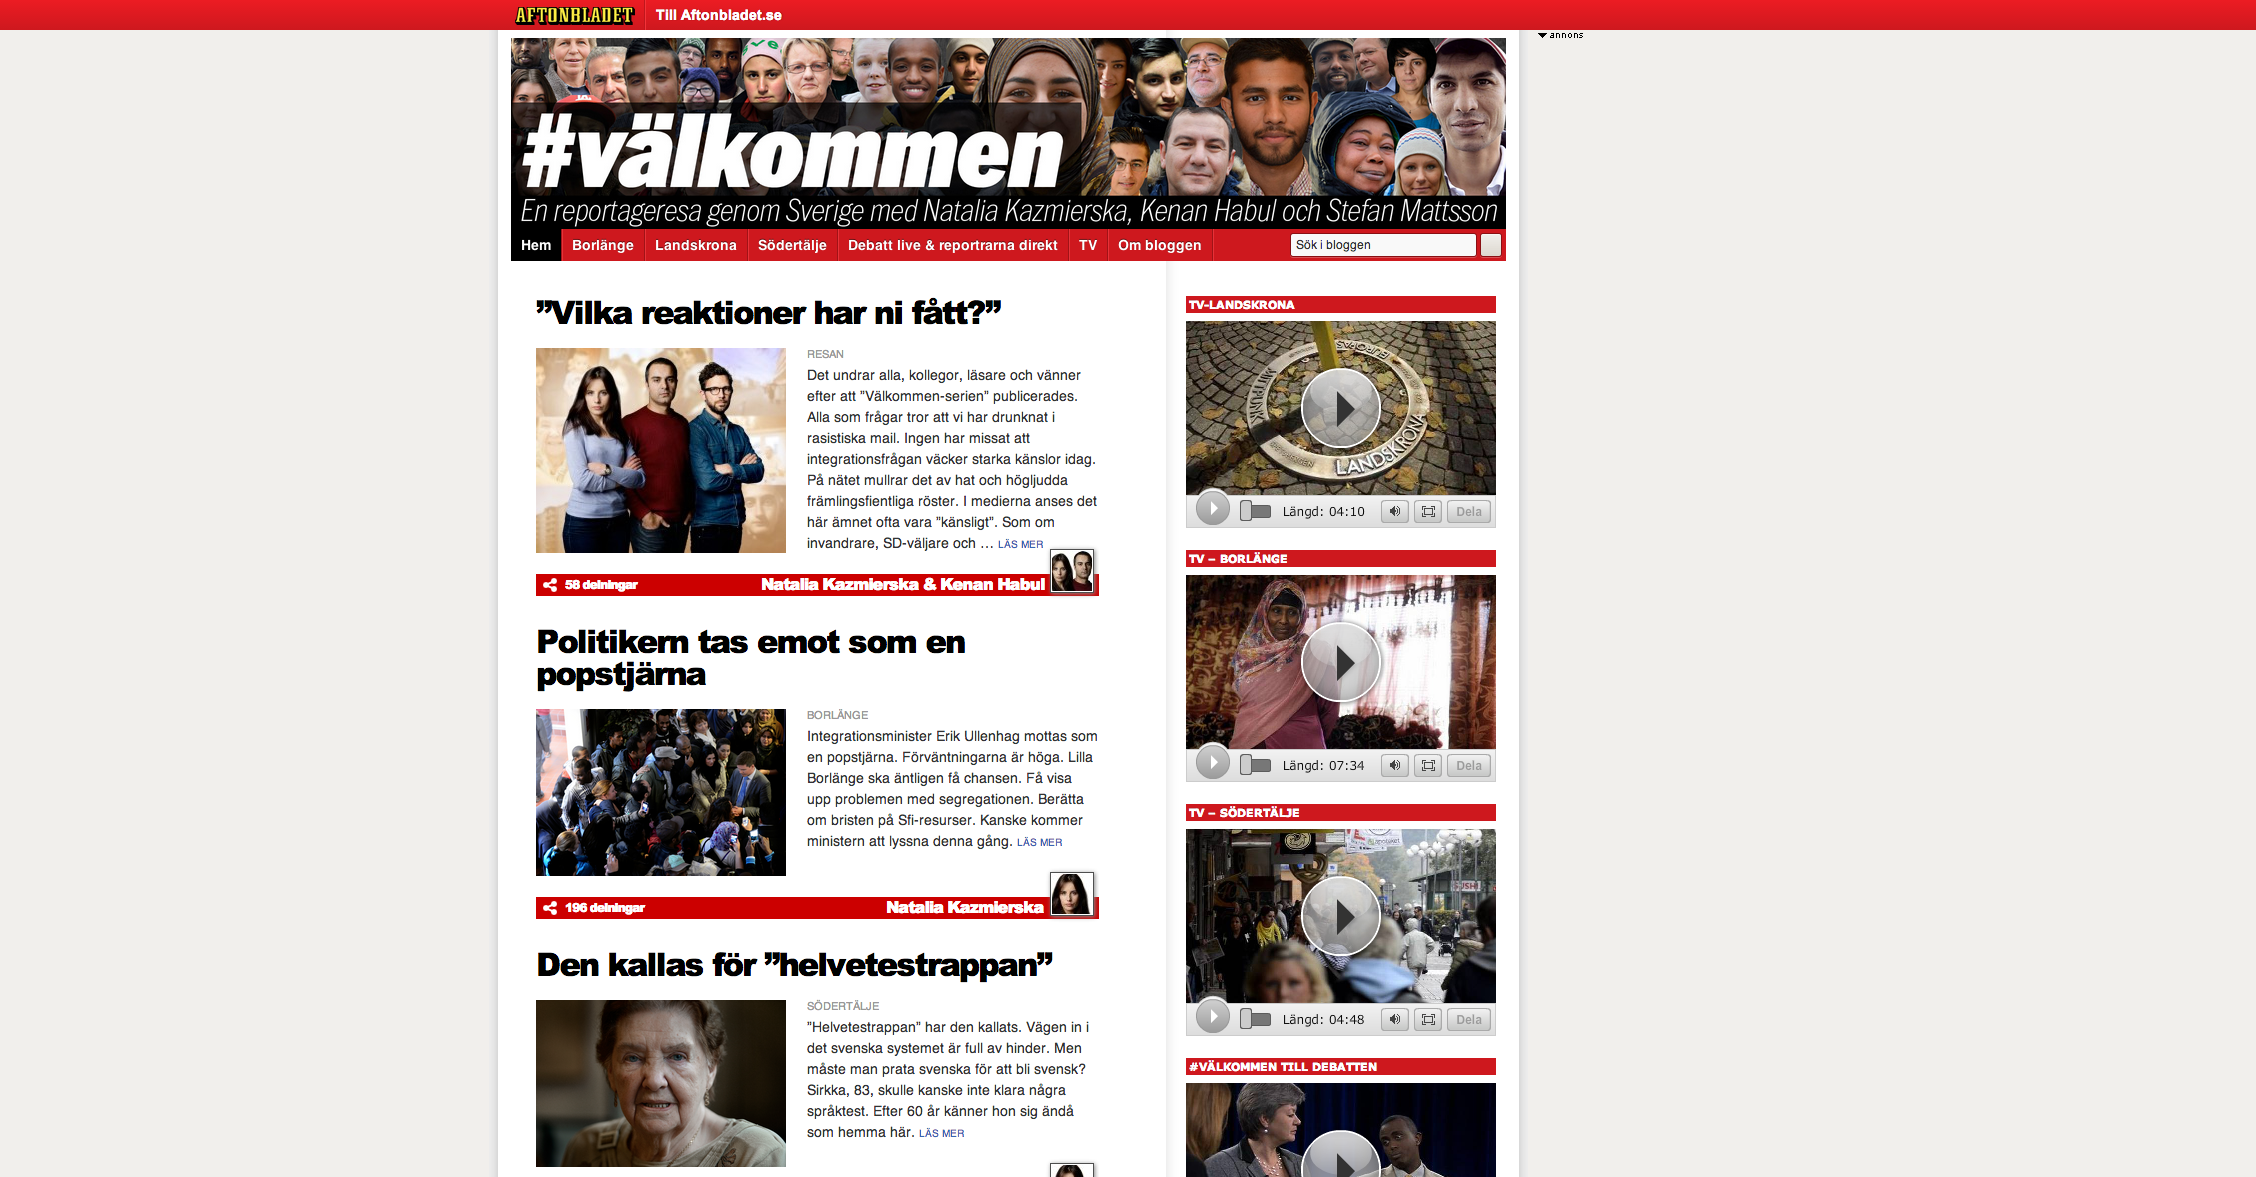 AFTONBLADET
Till Aftonbladet.se
annons
#välkommen
En reportageresa genom Sverige med Natalia Kazmierska, Kenan Habul och Stefan Mattsson
Hem Borlänge Landskrona Södertälje Debatt live & reportrarna direkt TV Om bloggen Sök i bloggen
”Vilka reaktioner har ni fått?”
RESAN
Det undrar alla, kollegor, läsare och vänner
efter att ”Välkommen-serien” publicerades.
Alla som frågar tror att vi har drunknat i
rasistiska mail. Ingen har missat att
integrationsfrågan väcker starka känslor idag.
På nätet mullrar det av hat och högljudda
främlingsfientliga röster. I medierna anses det
här ämnet ofta vara ”känsligt”. Som om
invandrare, SD-väljare och … LÄS MER
58 delningar
Natalia Kazmierska & Kenan Habul
Politikern tas emot som en
popstjärna
BORLÄNGE
Integrationsminister Erik Ullenhag mottas som
en popstjärna. Förväntningarna är höga. Lilla
Borlänge ska äntligen få chansen. Få visa
upp problemen med segregationen. Berätta
om bristen på Sfi-resurser. Kanske kommer
ministern att lyssna denna gång. LÄS MER
196 delningar
Natalia Kazmierska
Den kallas för ”helvetestrappan”
SÖDERTÄLJE
”Helvetestrappan” har den kallats. Vägen in i
det svenska systemet är full av hinder. Men
måste man prata svenska för att bli svensk?
Sirkka, 83, skulle kanske inte klara några
språktest. Efter 60 år känner hon sig ändå
som hemma här. LÄS MER
TV-LANDSKRONA
EUROPAS
MITTPUNKT
LANDSKRONA
Längd: 04:10
Dela
TV – BORLÄNGE
Längd: 07:34
Dela
TV – SÖDERTÄLJE
SUSHI
Längd: 04:48
Dela
#VÄLKOMMEN TILL DEBATTEN